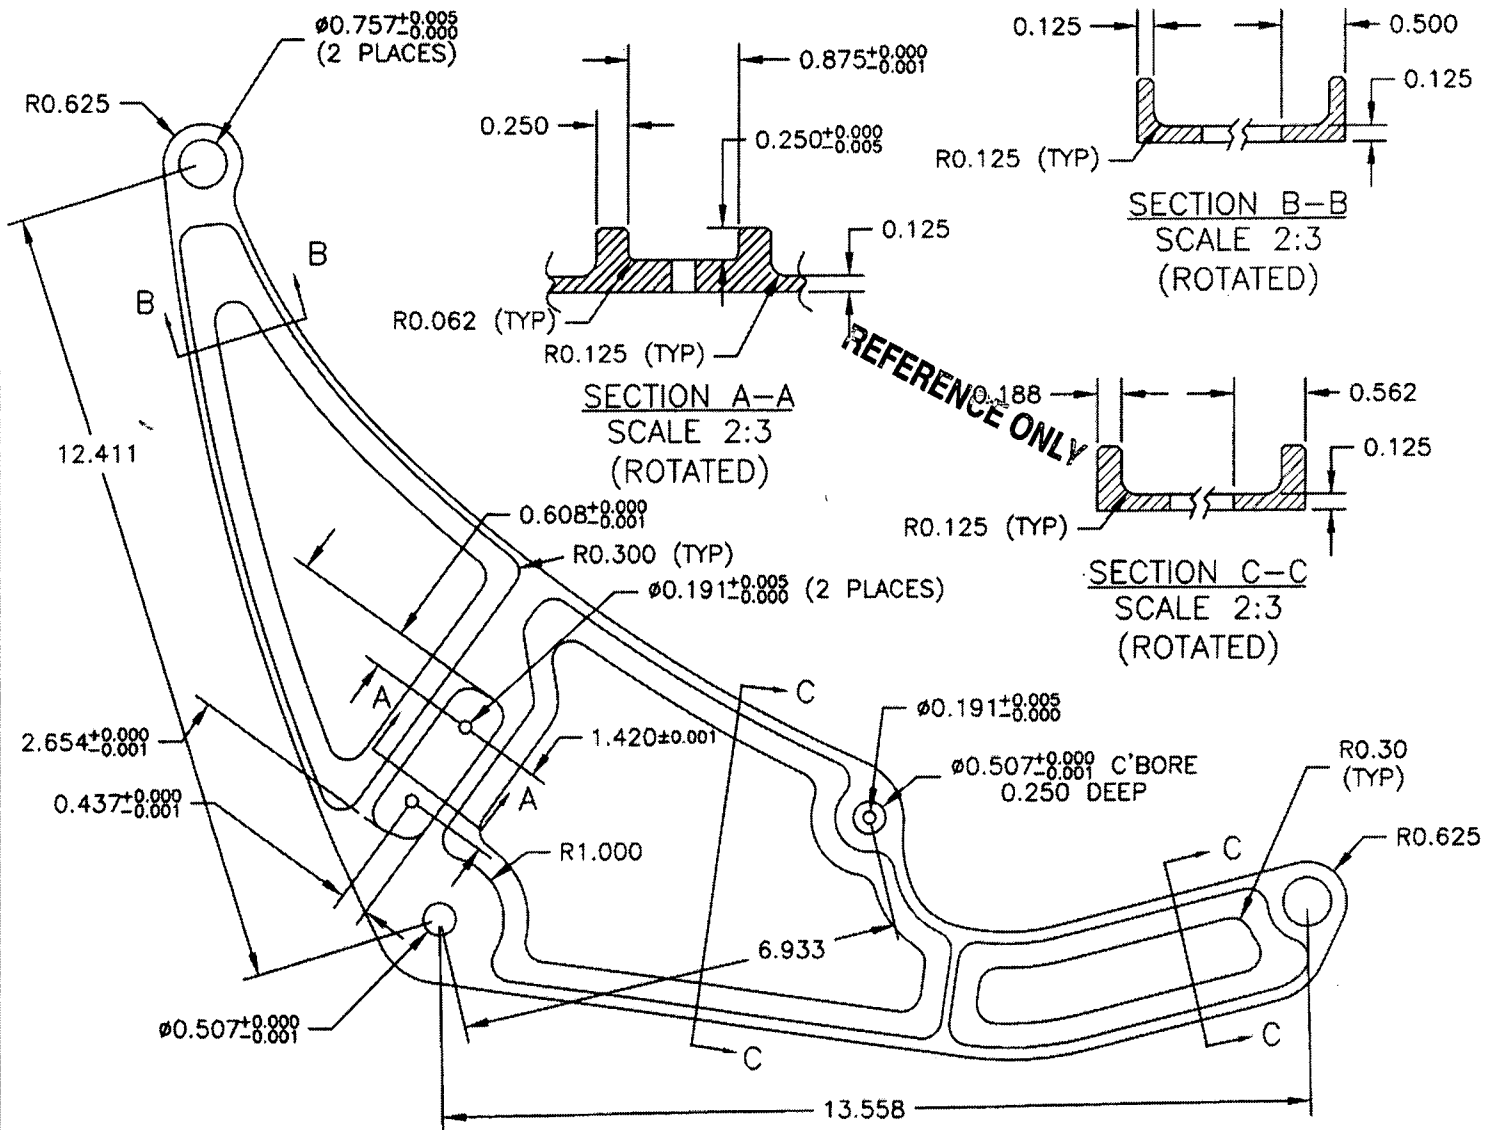 ø0.757+0.005
-0.000
(2 PLACES)
R0.625
0.250
0.875+0.000
-0.001
0.250+0.000
-0.005
0.125
R0.062 (TYP)
R0.125 (TYP)
SECTION A-A
SCALE 2:3
(ROTATED)
0.125
0.500
0.125
R0.125 (TYP)
SECTION B-B
SCALE 2:3
(ROTATED)
REFERENCE ONLY
0.188
0.562
0.125
R0.125 (TYP)
SECTION C-C
SCALE 2:3
(ROTATED)
B
B
12.411
0.608+0.000
-0.001
R0.300 (TYP)
ø0.191+0.005
-0.000 (2 PLACES)
A
A
2.654+0.000
-0.001
1.420±0.001
0.437+0.000
-0.001
R1.000
C
ø0.191+0.005
-0.000
ø0.507+0.000
-0.001 C'BORE
0.250 DEEP
R0.30
(TYP)
R0.625
C
6.933
ø0.507+0.000
-0.001
C
C
13.558